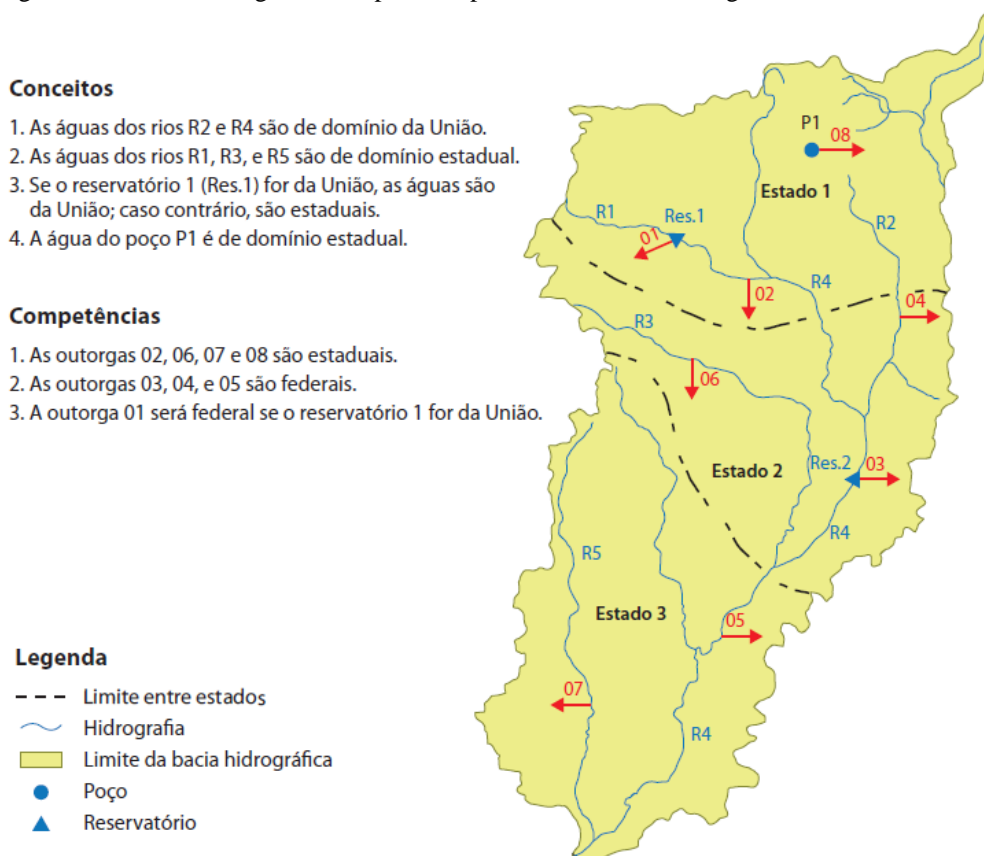 Conceitos
1. As águas dos rios R2 e R4 são de domínio da União.
2. As águas dos rios R1, R3, e R5 são de domínio estadual.
3. Se o reservatório 1 (Res.1) for da União, as águas são
da União; caso contrário, são estaduais.
4. A água do poço P1 é de domínio estadual.
Competências
1. As outorgas 02, 06, 07 e 08 são estaduais.
2. As outorgas 03, 04, e 05 são federais.
3. A outorga 01 será federal se o reservatório 1 for da União.
Legenda
Limite entre estados
Hidrografia
Limite da bacia hidrográfica
Poço
Reservatório
P1
08
Estado 1
R1
Res.1
01
R2
R4
02
04
R3
06
Estado 2
Res.2
03
R4
R5
Estado 3
05
07
R4